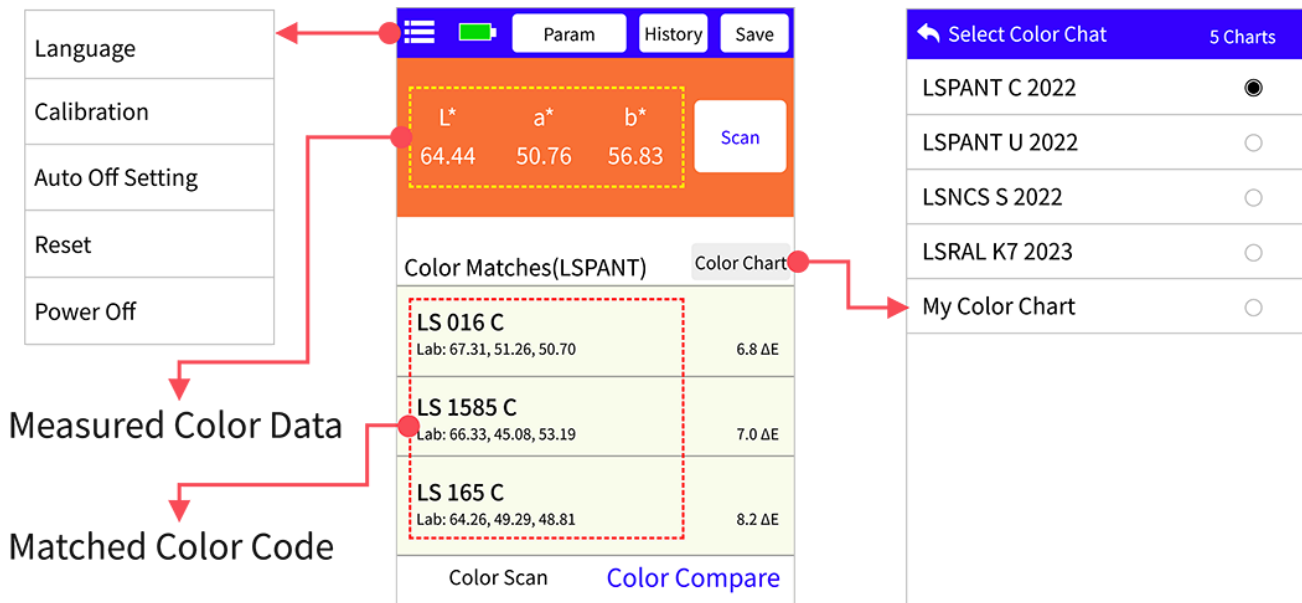 Language
Calibration
Auto Off Setting
Reset
Power Off
Measured Color Data
Matched Color Code
Param
History
Save
L* a* b*
64.44 50.76 56.83
Scan
Color Matches(LSPANT)
Color Chart
LS 016 C
Lab: 67.31, 51.26, 50.70
6.8 ΔE
LS 1585 C
Lab: 66.33, 45.08, 53.19
7.0 ΔE
LS 165 C
Lab: 64.26, 49.29, 48.81
8.2 ΔE
Color Scan
Color Compare
Select Color Chat
5 Charts
LSPANT C 2022
LSPANT U 2022
LSNCS S 2022
LSRAL K7 2023
My Color Chart